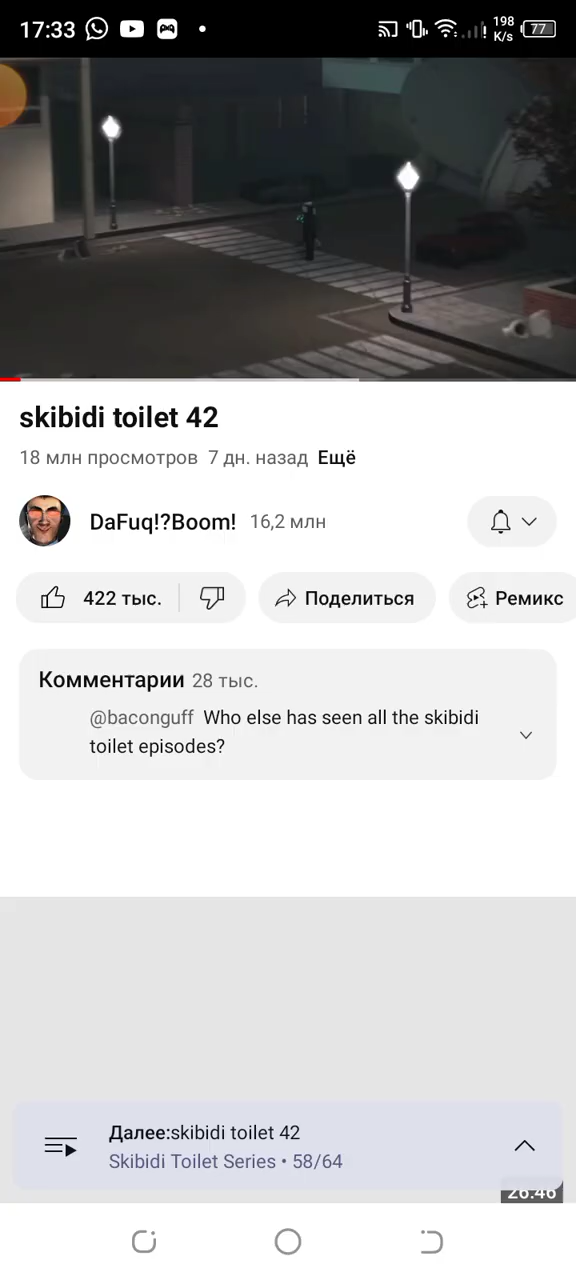 17:33
198
K/s
77
skibidi toilet 42
18 млн просмотров 7 дн. назад Ещё
DaFuq!?Boom! 16,2 млн
422 тыс.
Поделиться
Ремикс
Комментарии 28 тыс.
@baconguff Who else has seen all the skibidi
toilet episodes?
Далее:skibidi toilet 42
Skibidi Toilet Series • 58/64
26:46